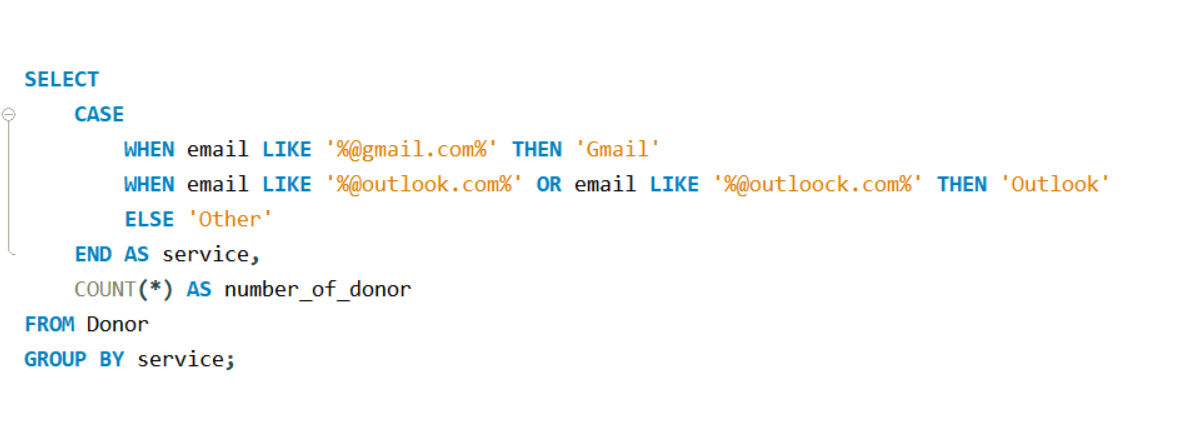 SELECT
CASE
WHEN email LIKE '%@gmail.com%' THEN 'Gmail'
WHEN email LIKE '%@outlook.com%' OR email LIKE '%@outloock.com%' THEN 'Outlook'
ELSE 'Other'
END AS service,
COUNT(*) AS number_of_donor
FROM Donor
GROUP BY service;